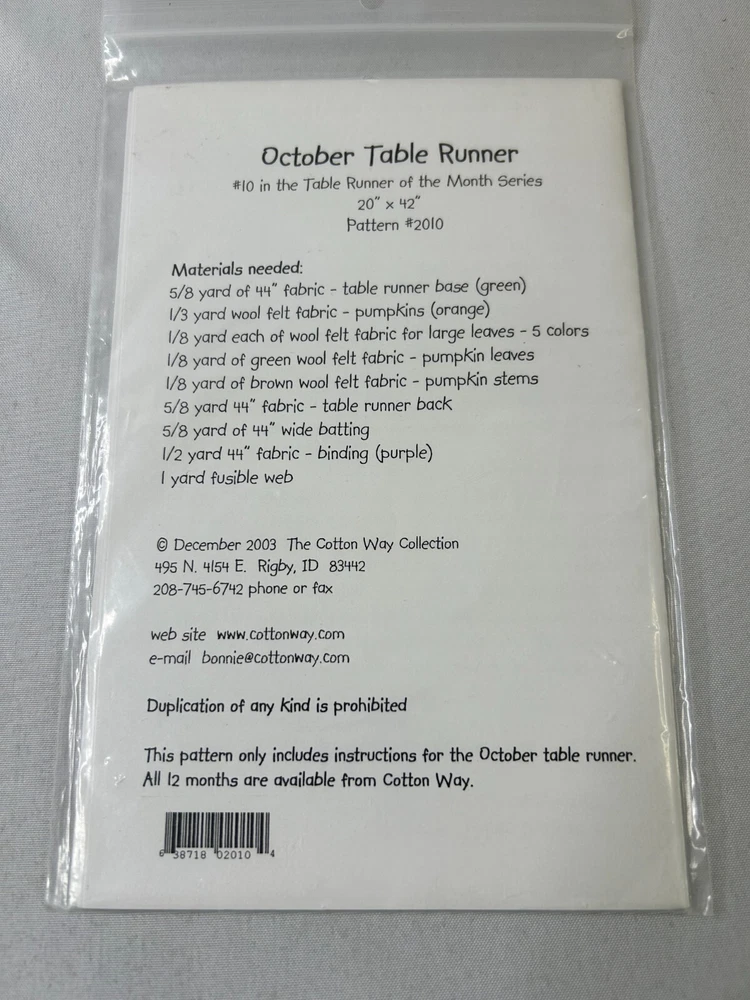 October Table Runner
#10 in the Table Runner of the Month Series
20" x 42"
Pattern #2010
Materials needed:
5/8 yard of 44" fabric - table runner base (green)
1/3 yard wool felt fabric - pumpkins (orange)
1/8 yard each of wool felt fabric for large leaves - 5 colors
1/8 yard of green wool felt fabric - pumpkin leaves
1/8 yard of brown wool felt fabric - pumpkin stems
5/8 yard 44" fabric - table runner back
5/8 yard of 44" wide batting
1/2 yard 44" fabric - binding (purple)
1 yard fusible web
© December 2003 The Cotton Way Collection
495 N. 4154 E. Rigby, ID 83442
208-745-6742 phone or fax
web site www.cottonway.com
e-mail bonnie@cottonway.com
Duplication of any kind is prohibited
This pattern only includes instructions for the October table runner.
All 12 months are available from Cotton Way.
6 38718 02010 4